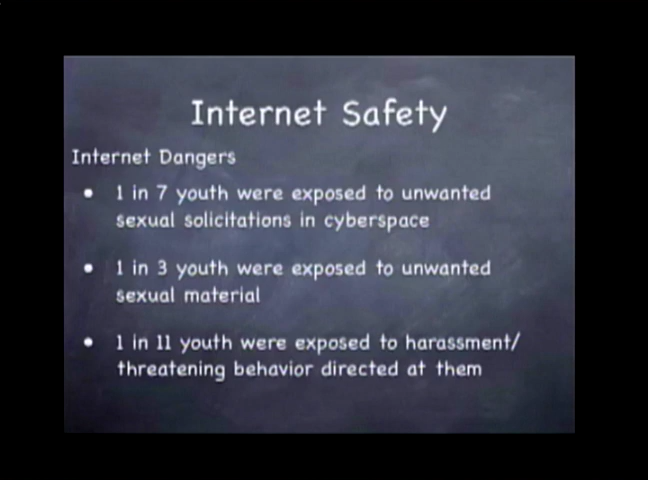 Internet Safety
Internet Dangers
• 1 in 7 youth were exposed to unwanted
sexual solicitations in cyberspace
• 1 in 3 youth were exposed to unwanted
sexual material
• 1 in 11 youth were exposed to harassment/
threatening behavior directed at them